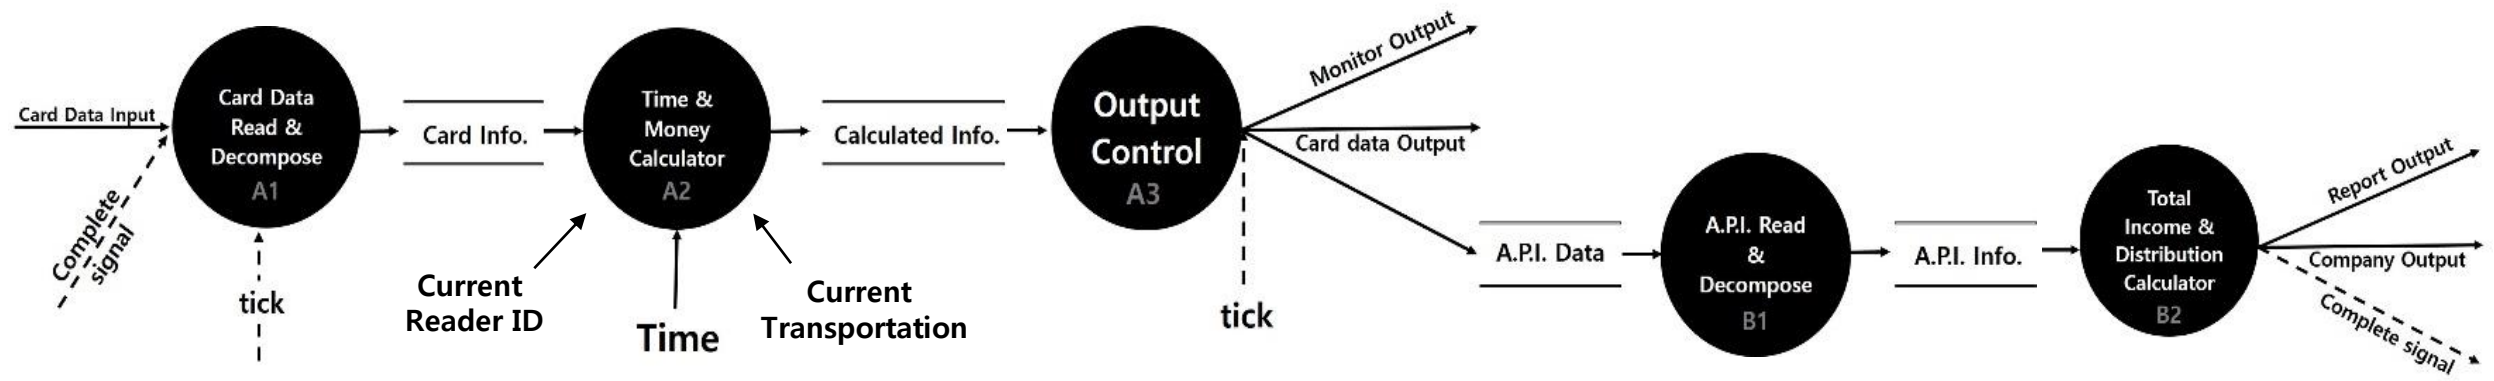 Card Data Input
Complete
signal
Card Data
Read &
Decompose
A1
tick
Card Info.
Time &
Money
Calculator
A2
Current
Reader ID
Time
Current
Transportation
Calculated Info.
Output
Control
A3
tick
Monitor Output
Card data Output
A.P.I. Data
A.P.I. Read
&
Decompose
B1
A.P.I. Info.
Total
Income &
Distribution
Calculator
B2
Report Output
Company Output
Complete signal